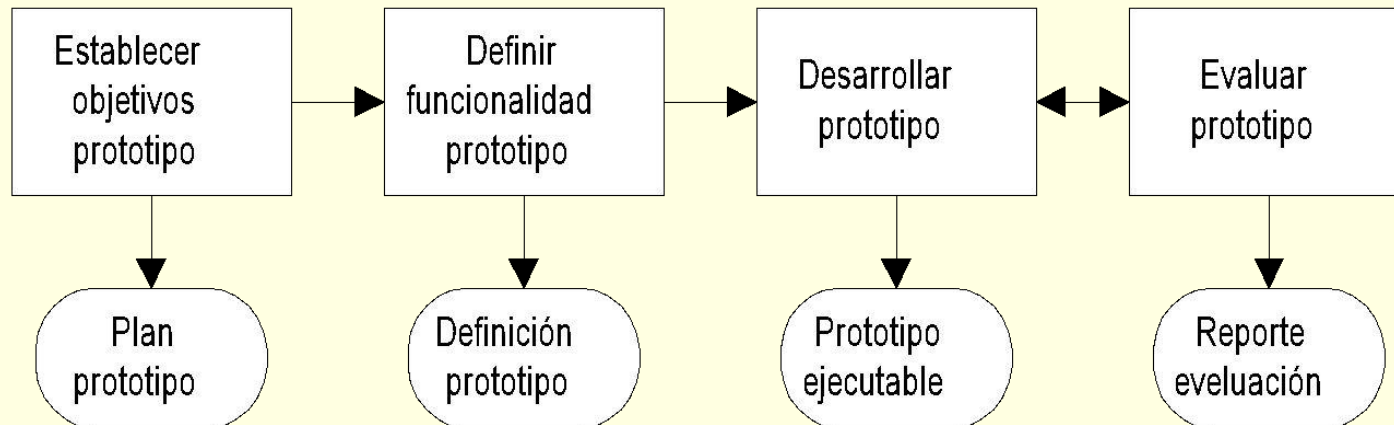 Establecer
objetivos
prototipo
Definir
funcionalidad
prototipo
Desarrollar
prototipo
Evaluar
prototipo
Plan
prototipo
Definición
prototipo
Prototipo
ejecutable
Reporte
eveluación